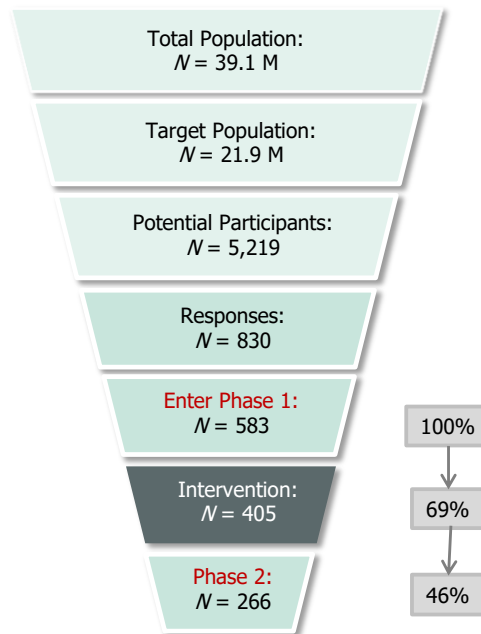 Total Population:
N = 39.1 M
Target Population:
N = 21.9 M
Potential Participants:
N = 5,219
Responses:
N = 830
Enter Phase 1:
N = 583
100%
Intervention:
N = 405
69%
Phase 2:
N = 266
46%